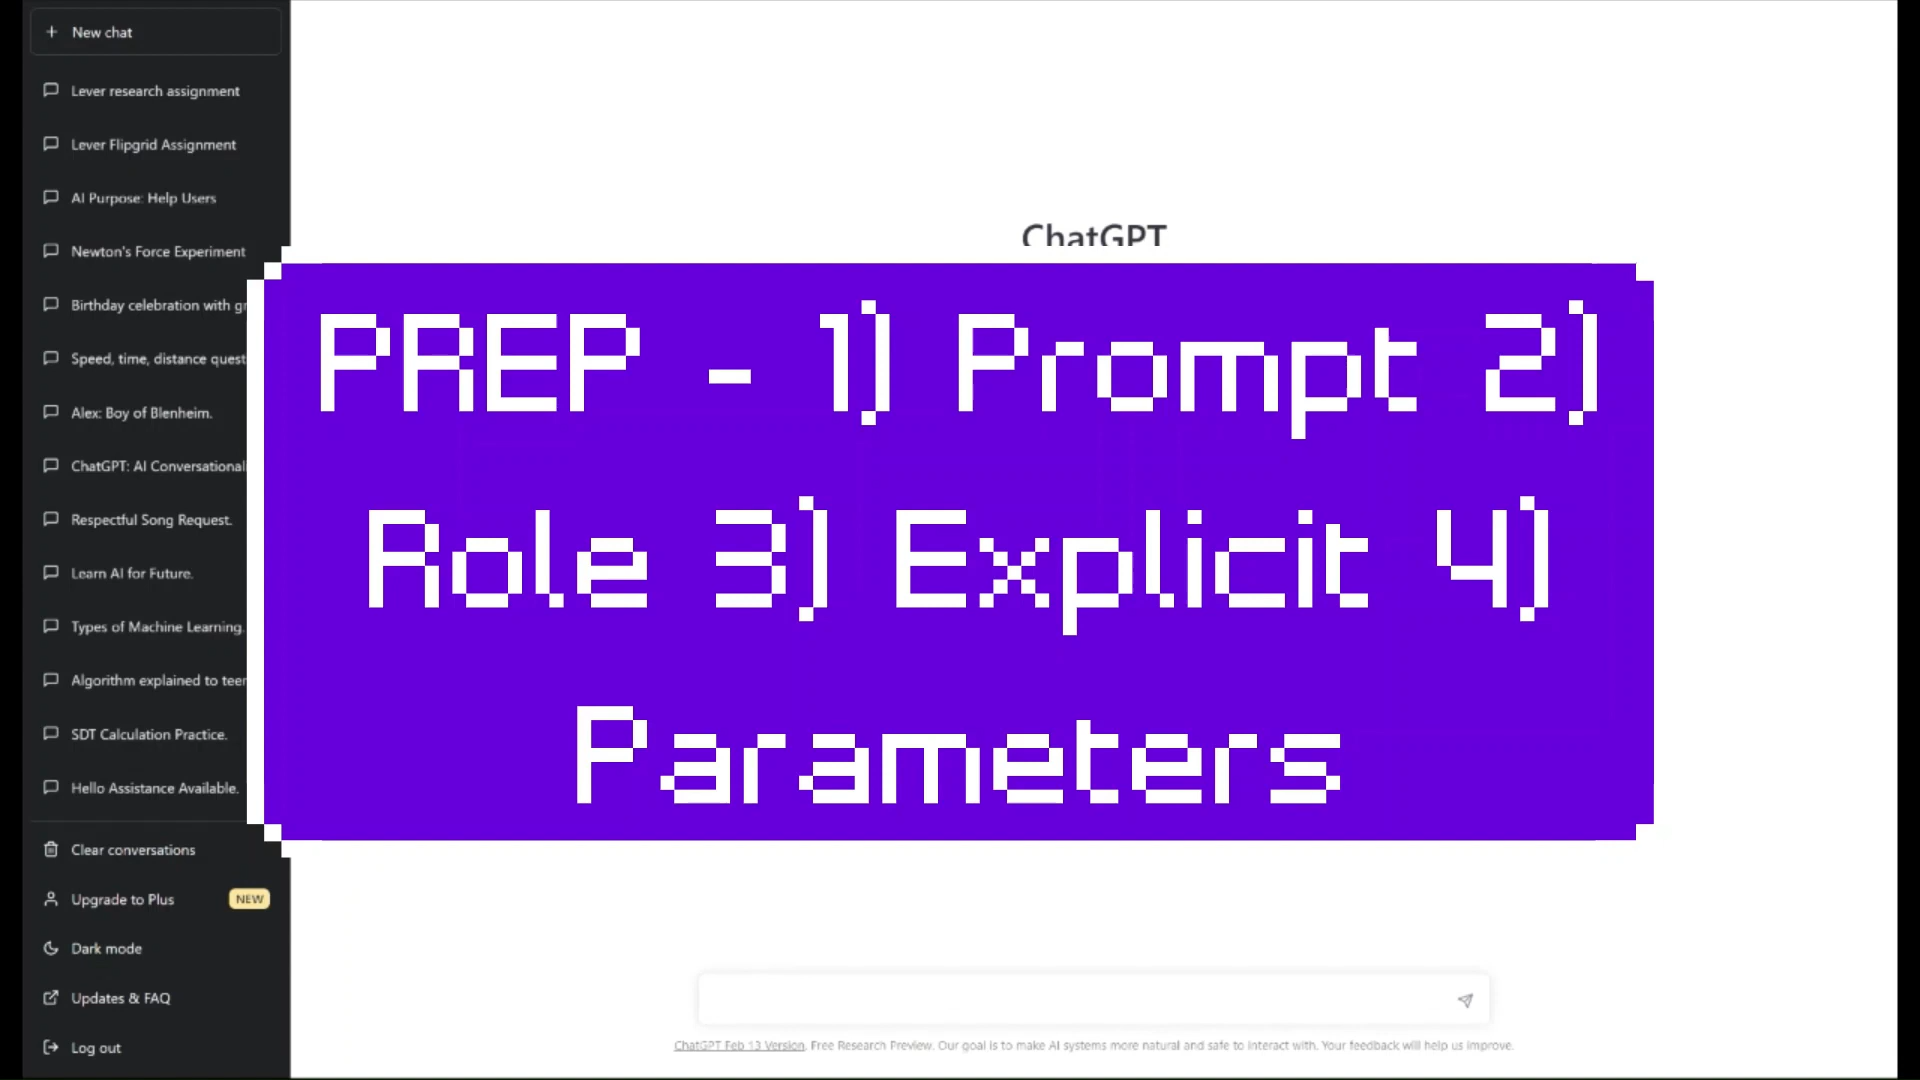 New chat
Lever research assignment
Lever Flipgrid Assignment
AI Purpose: Help Users
Newton's Force Experiment
Birthday celebration with gr
Speed, time, distance quest
Alex: Boy of Blenheim.
ChatGPT: AI Conversational
Respectful Song Request.
Learn AI for Future.
Types of Machine Learning.
Algorithm explained to teen
SDT Calculation Practice.
Hello Assistance Available.
Clear conversations
Upgrade to Plus NEW
Dark mode
Updates & FAQ
Log out
ChatGPT
PREP - 1) Prompt 2)
Role 3) Explicit 4)
Parameters
ChatGPT Feb 13 Version. Free Research Preview. Our goal is to make AI systems more natural and safe to interact with. Your feedback will help us improve.